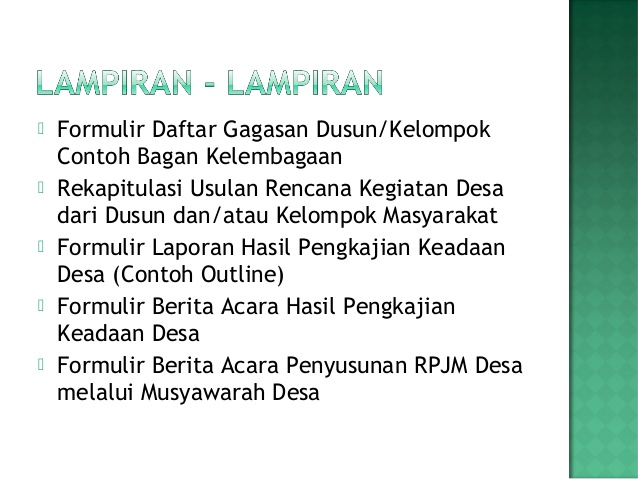 LAMPIRAN - LAMPIRAN
Formulir Daftar Gagasan Dusun/Kelompok
Contoh Bagan Kelembagaan
Rekapitulasi Usulan Rencana Kegiatan Desa
dari Dusun dan/atau Kelompok Masyarakat
Formulir Laporan Hasil Pengkajian Keadaan
Desa (Contoh Outline)
Formulir Berita Acara Hasil Pengkajian
Keadaan Desa
Formulir Berita Acara Penyusunan RPJM Desa
melalui Musyawarah Desa